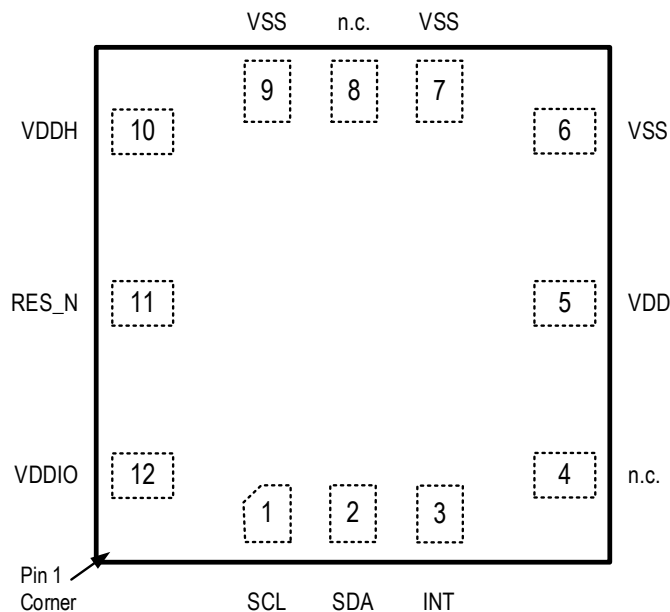 VSS n.c. VSS
9 8 7
VDDH 10 6 VSS
RES_N 11 5 VDD
VDDIO 12 4 n.c.
1 2 3
Pin 1
Corner
SCL SDA INT